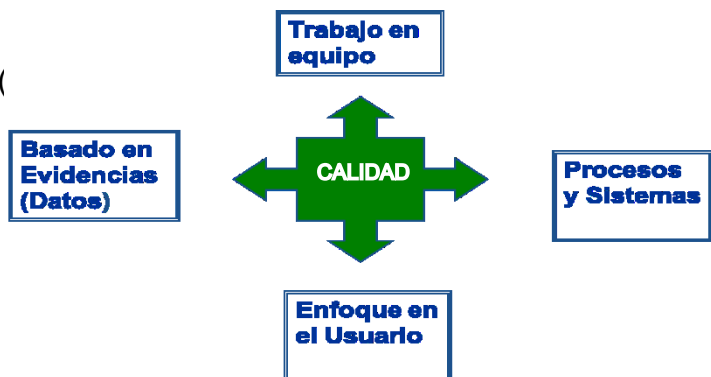 Trabajo en
equipo
(
Basado en
Evidencias
(Datos)
CALIDAD
Procesos
y Sistemas
Enfoque en
el Usuario